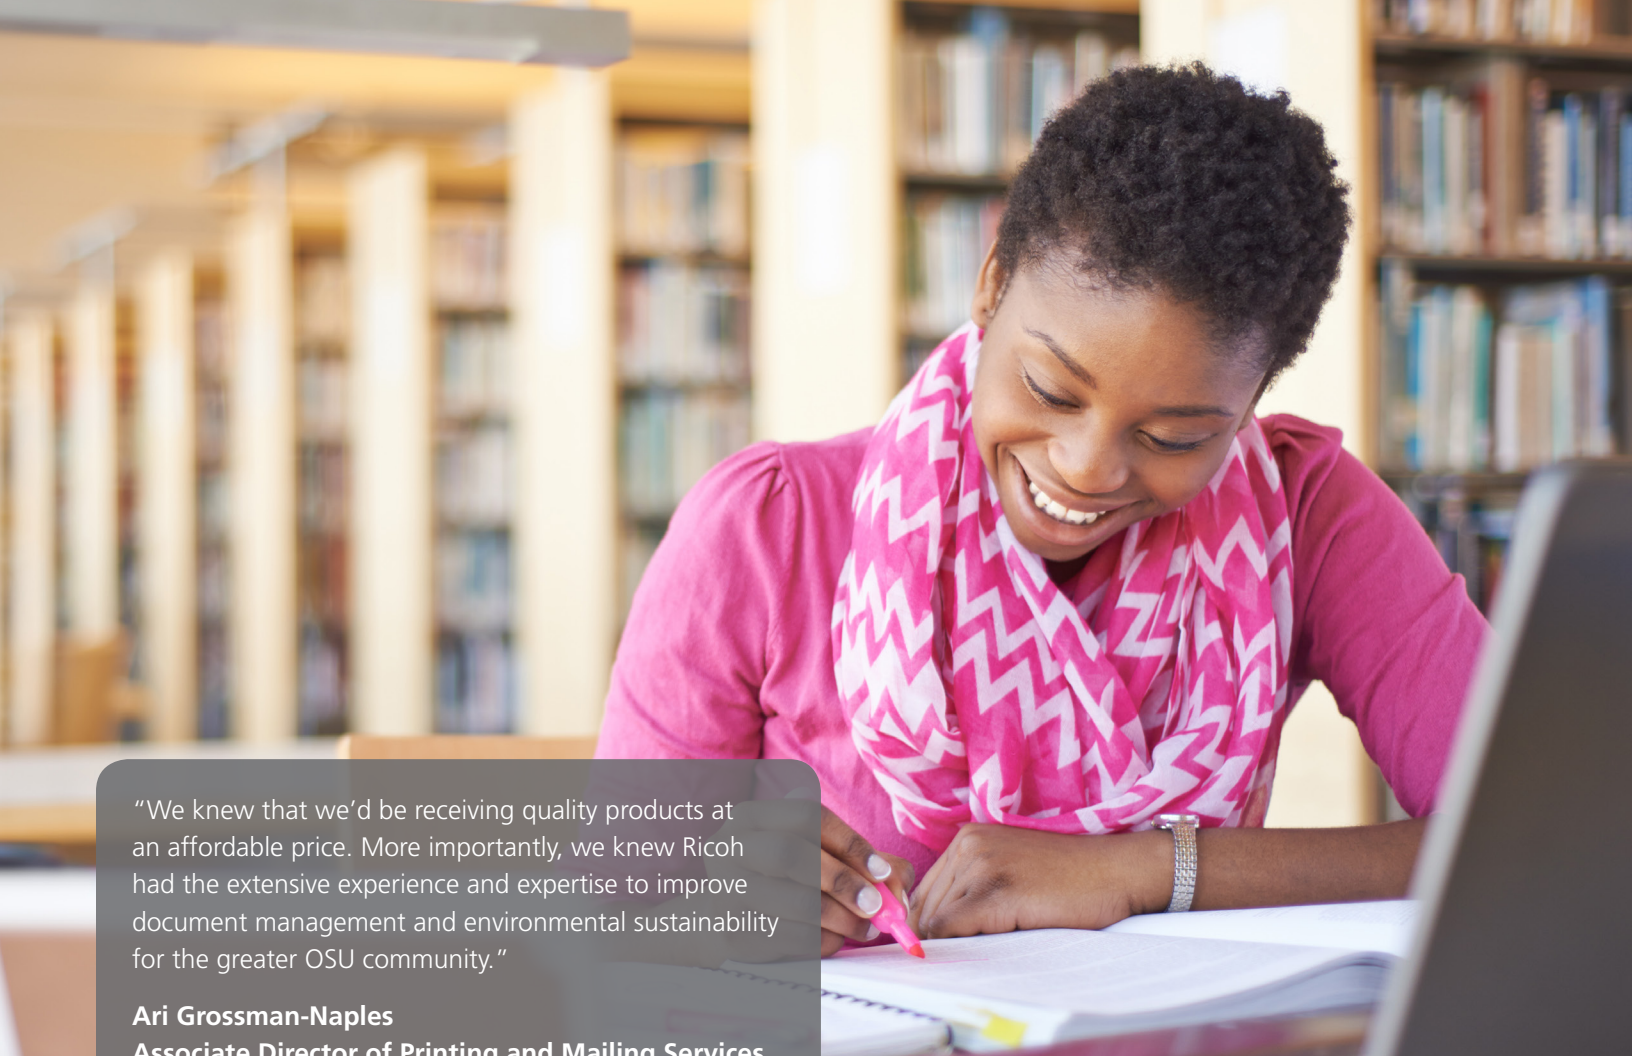 “We knew that we’d be receiving quality products at
an affordable price. More importantly, we knew Ricoh
had the extensive experience and expertise to improve
document management and environmental sustainability
for the greater OSU community.”
Ari Grossman-Naples
Associate Director of Printing and Mailing Services